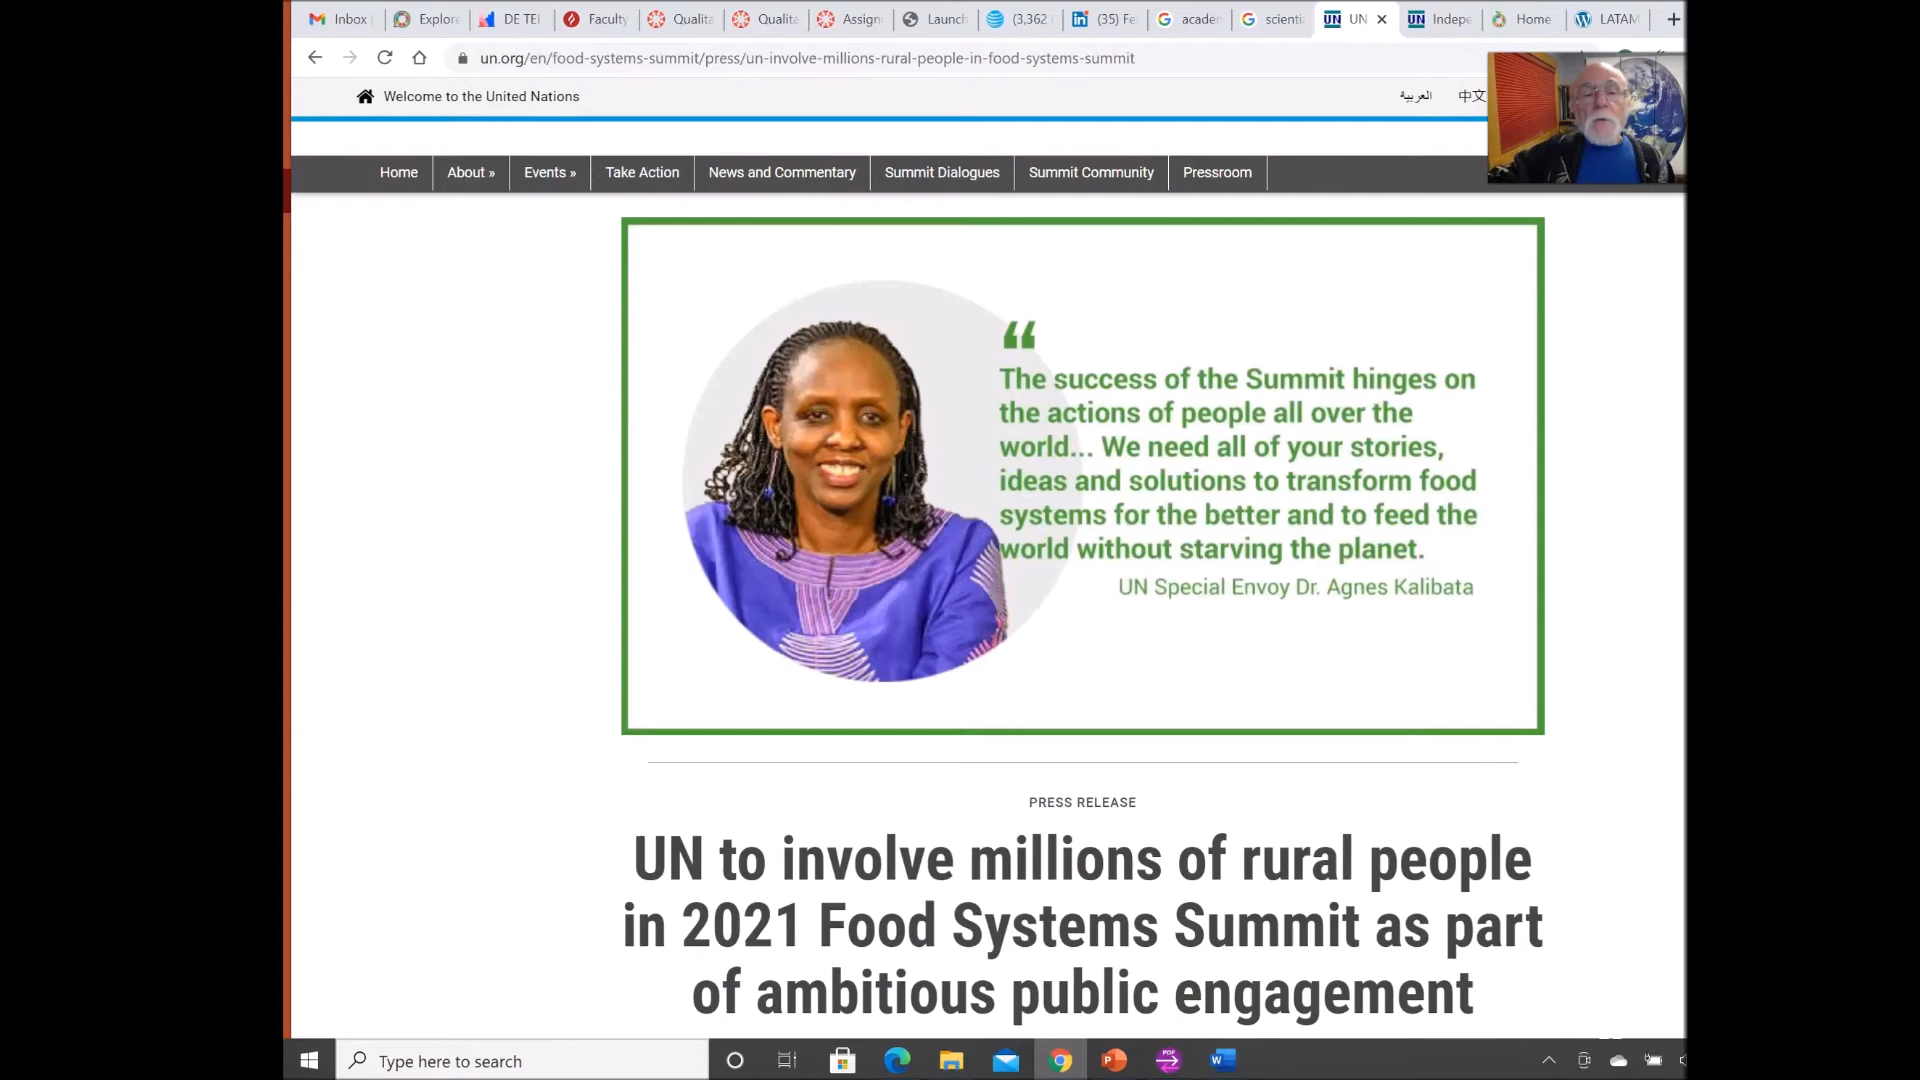 Inbox
Explore
DE TEI
Faculty
Qualita
Qualita
Assign
Launch
(3,362
(35) Fe
academ
scienti
UN UN
UN Indepe
Home
LATAM
un.org/en/food-systems-summit/press/un-involve-millions-rural-people-in-food-systems-summit
Welcome to the United Nations
العربية
中文
Home
About »
Events »
Take Action
News and Commentary
Summit Dialogues
Summit Community
Pressroom
“
The success of the Summit hinges on
the actions of people all over the
world... We need all of your stories,
ideas and solutions to transform food
systems for the better and to feed the
world without starving the planet.
UN Special Envoy Dr. Agnes Kalibata
PRESS RELEASE
UN to involve millions of rural people
in 2021 Food Systems Summit as part
of ambitious public engagement
Type here to search